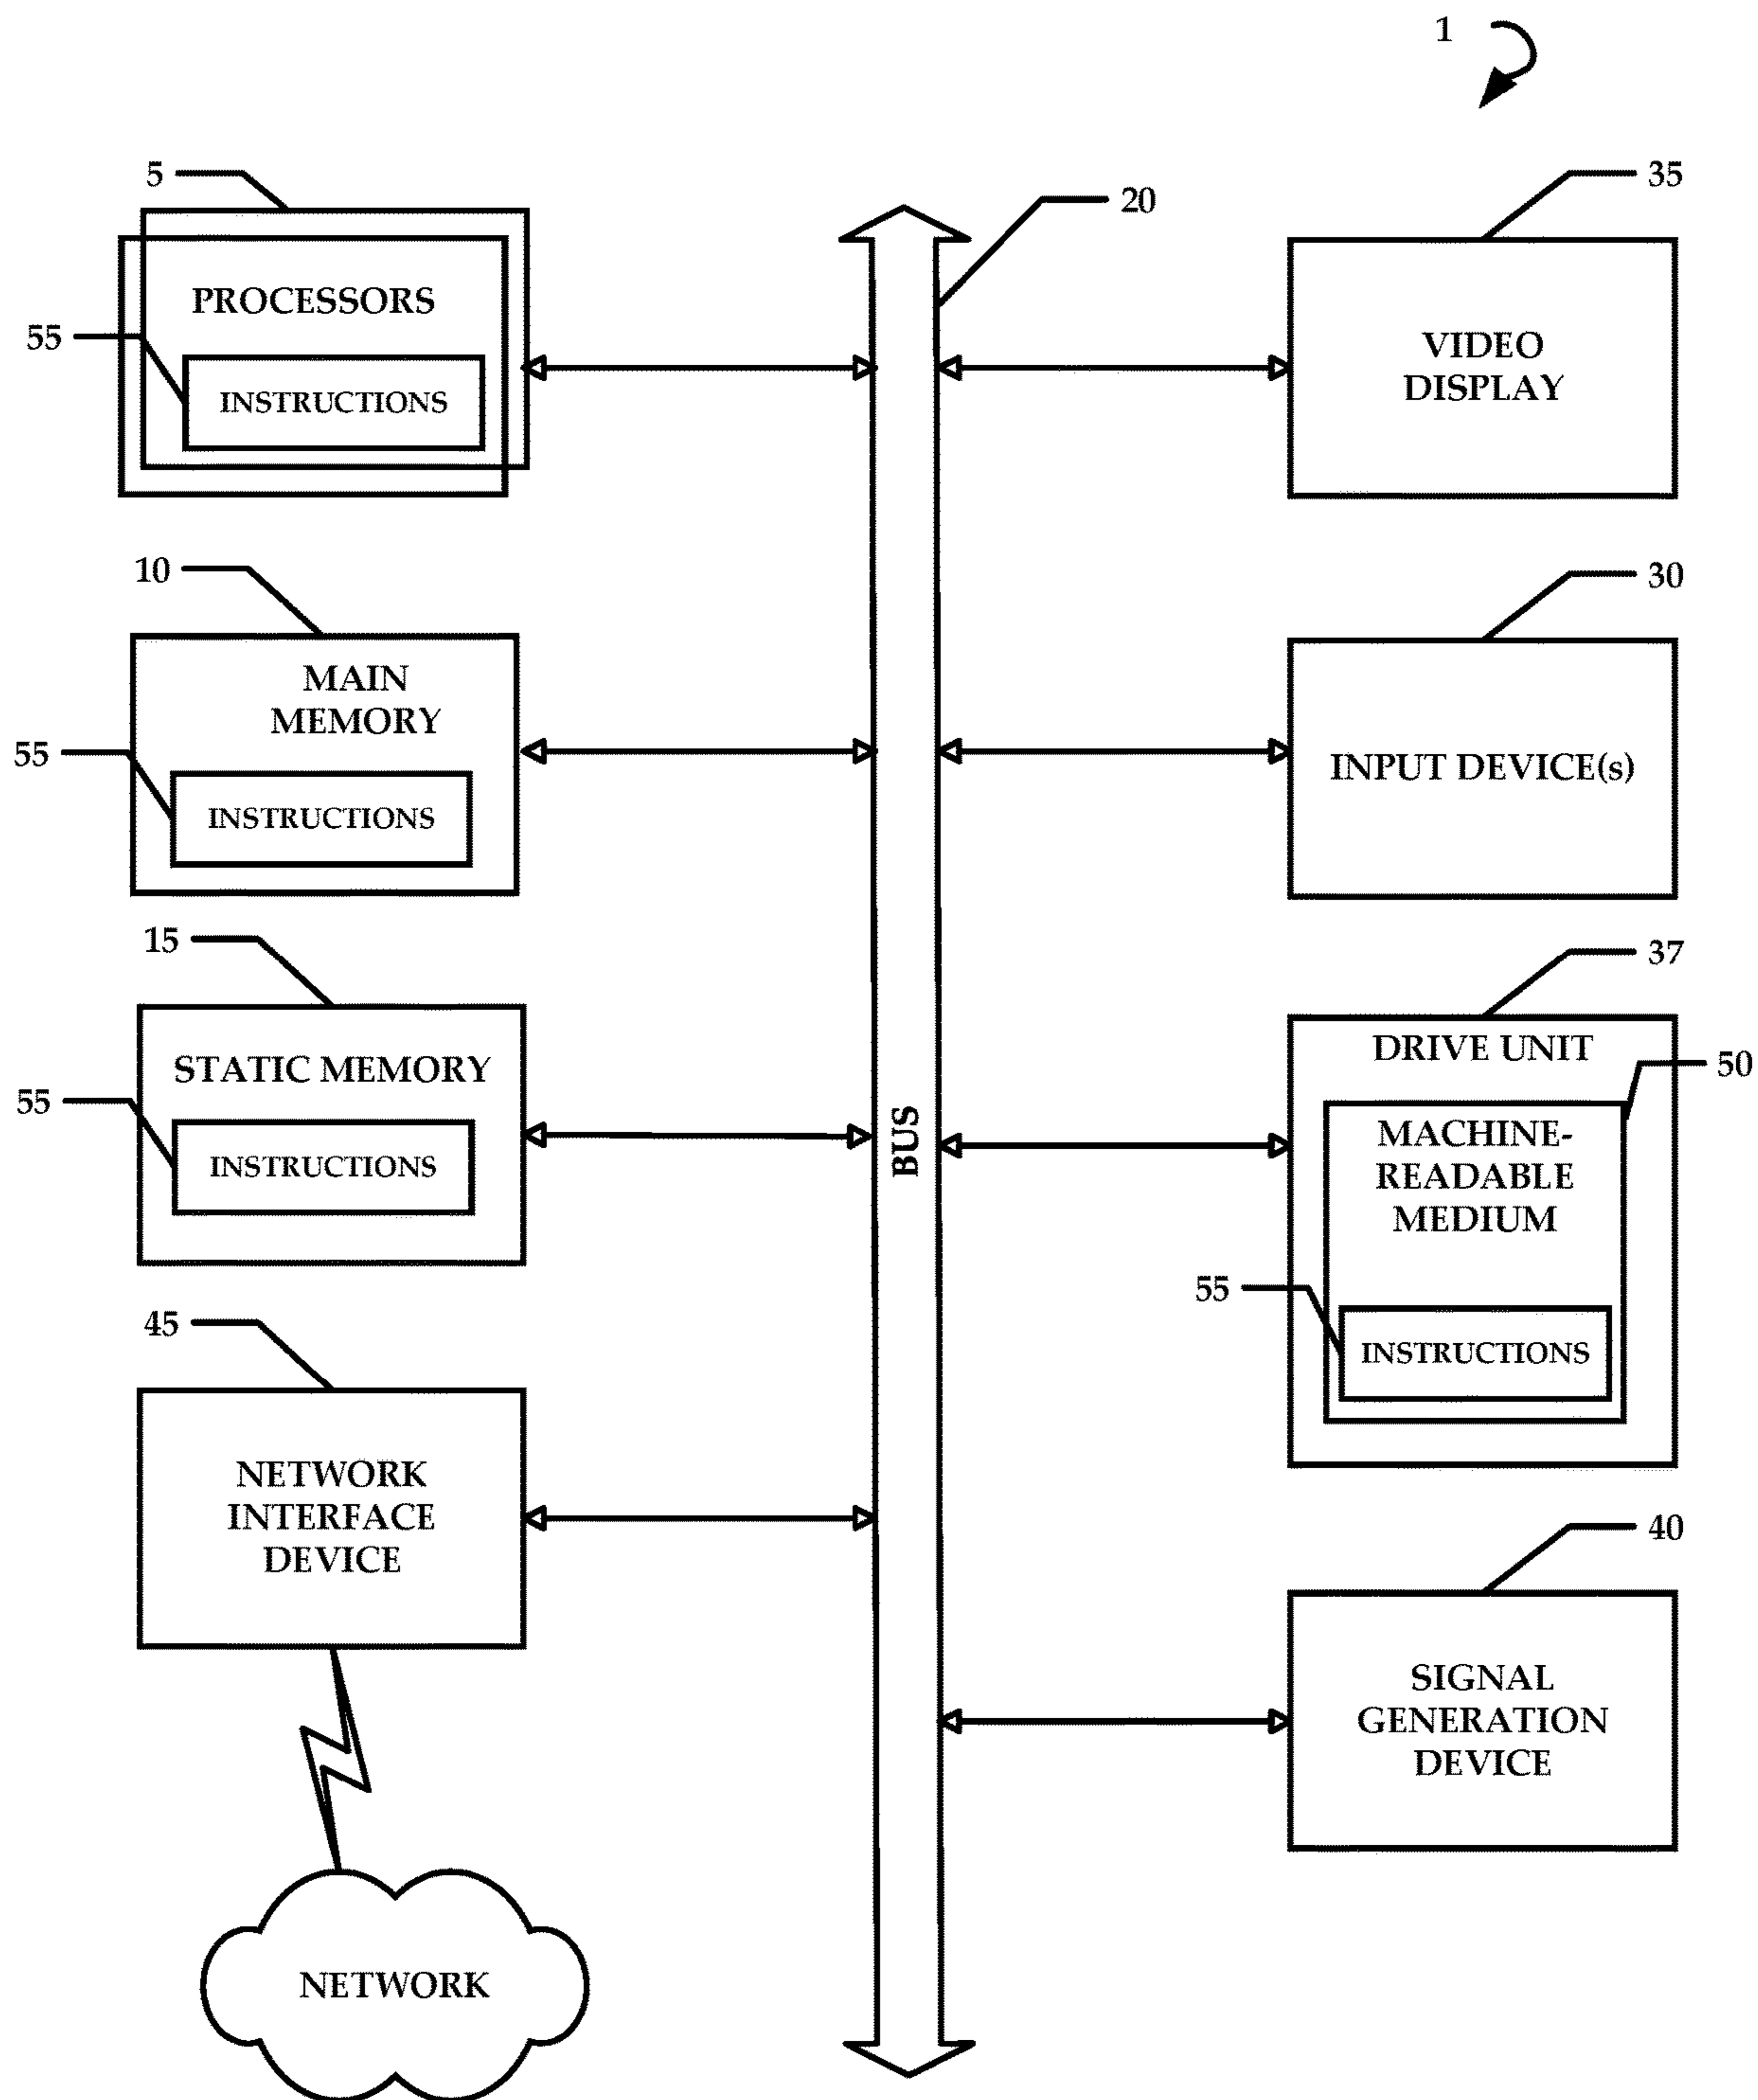 1
5
PROCESSORS
55
INSTRUCTIONS
20
35
VIDEO
DISPLAY
10
MAIN
MEMORY
55
INSTRUCTIONS
30
INPUT DEVICE(s)
15
STATIC MEMORY
55
INSTRUCTIONS
BUS
37
DRIVE UNIT
50
MACHINE-
READABLE
MEDIUM
55
INSTRUCTIONS
45
NETWORK
INTERFACE
DEVICE
40
SIGNAL
GENERATION
DEVICE
NETWORK